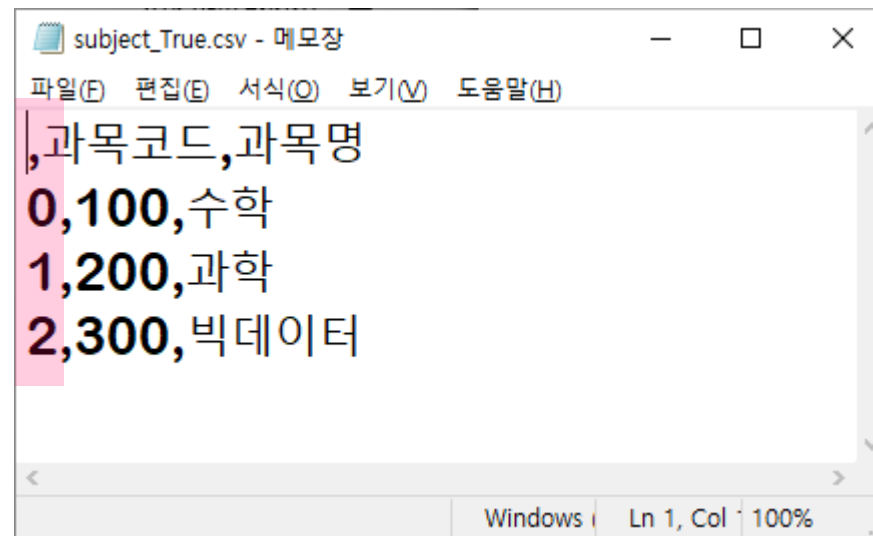 subject_True.csv - 메모장
파일(F) 편집(E) 서식(O) 보기(V) 도움말(H)
,과목코드,과목명
0,100,수학
1,200,과학
2,300,빅데이터
Windows Ln 1, Col 100%